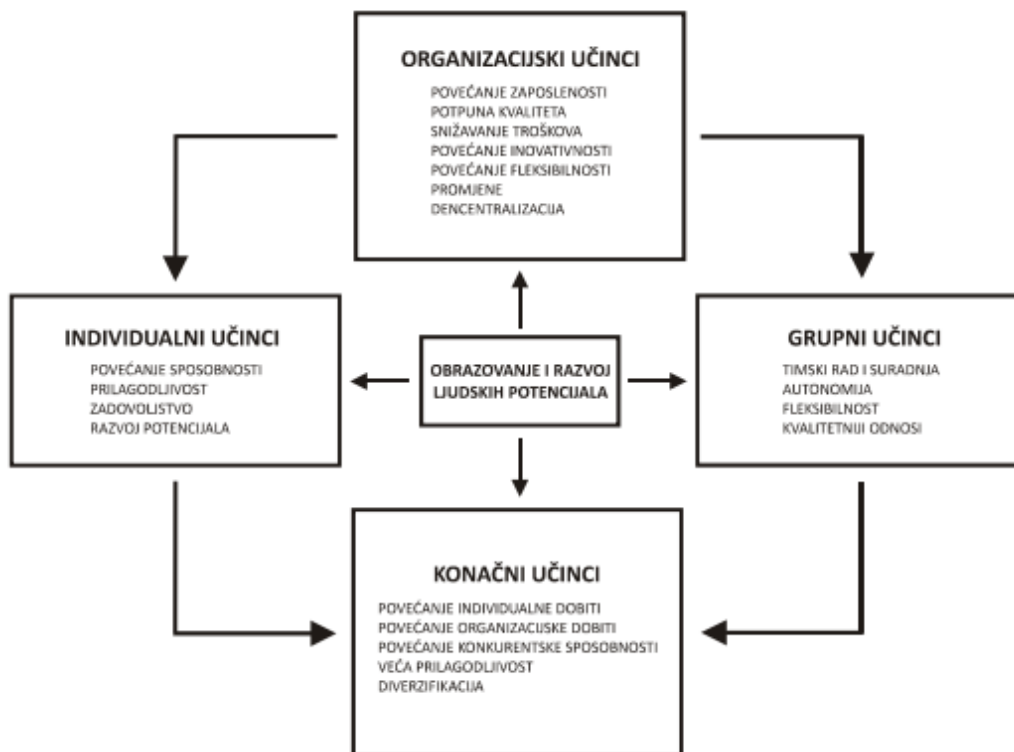 ORGANIZACIJSKI UČINCI
POVEĆANJE ZAPOSLENOSTI
POTPUNA KVALITETA
SNIŽAVANJE TROŠKOVA
POVEĆANJE INOVATIVNOSTI
POVEĆANJE FLEKSIBILNOSTI
PROMJENE
DENCENTRALIZACIJA
INDIVIDUALNI UČINCI
POVEĆANJE SPOSOBNOSTI
PRILAGODLJIVOST
ZADOVOLJSTVO
RAZVOJ POTENCIJALA
OBRAZOVANJE I RAZVOJ
LJUDSKIH POTENCIJALA
GRUPNI UČINCI
TIMSKI RAD I SURADNJA
AUTONOMIJA
FLEKSIBILNOST
KVALITETNIJI ODNOSI
KONAČNI UČINCI
POVEĆANJE INDIVIDUALNE DOBITI
POVEĆANJE ORGANIZACIJSKE DOBITI
POVEĆANJE KONKURENTSKE SPOSOBNOSTI
VEĆA PRILAGODLJIVOST
DIVERZIFIKACIJA